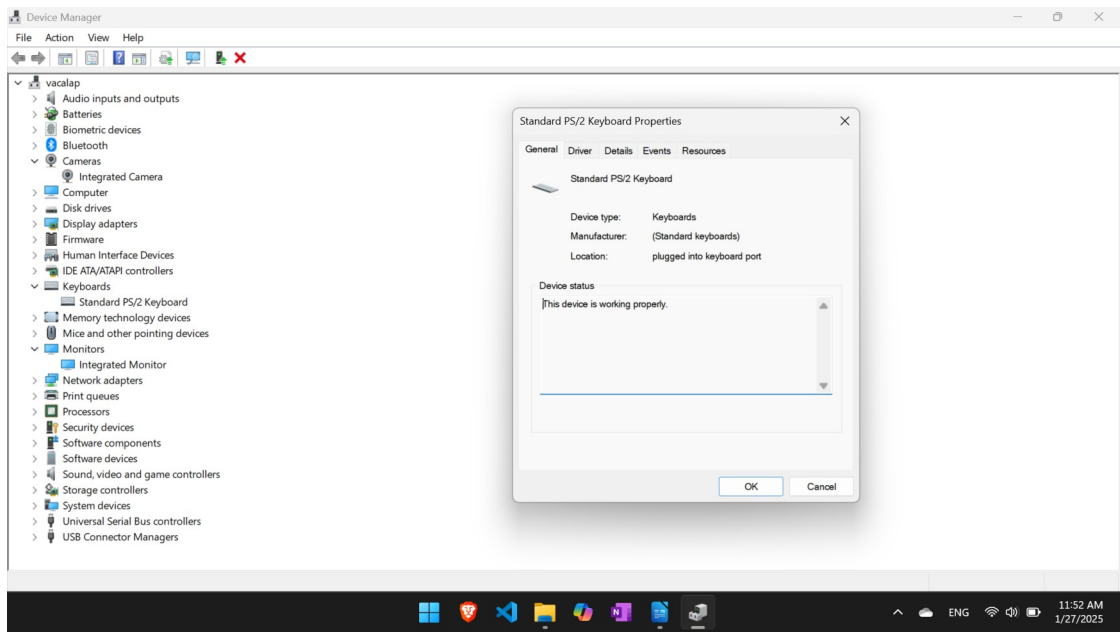 Device Manager
File Action View Help
vacalap
Audio inputs and outputs
Batteries
Biometric devices
Bluetooth
Cameras
Integrated Camera
Computer
Disk drives
Display adapters
Firmware
Human Interface Devices
IDE ATA/ATAPI controllers
Keyboards
Standard PS/2 Keyboard
Memory technology devices
Mice and other pointing devices
Monitors
Integrated Monitor
Network adapters
Print queues
Processors
Security devices
Software components
Software devices
Sound, video and game controllers
Storage controllers
System devices
Universal Serial Bus controllers
USB Connector Managers
Standard PS/2 Keyboard Properties
General Driver Details Events Resources
Standard PS/2 Keyboard
Device type: Keyboards
Manufacturer: (Standard keyboards)
Location: plugged into keyboard port
Device status
This device is working properly.
OK Cancel
ENG
11:52 AM
1/27/2025